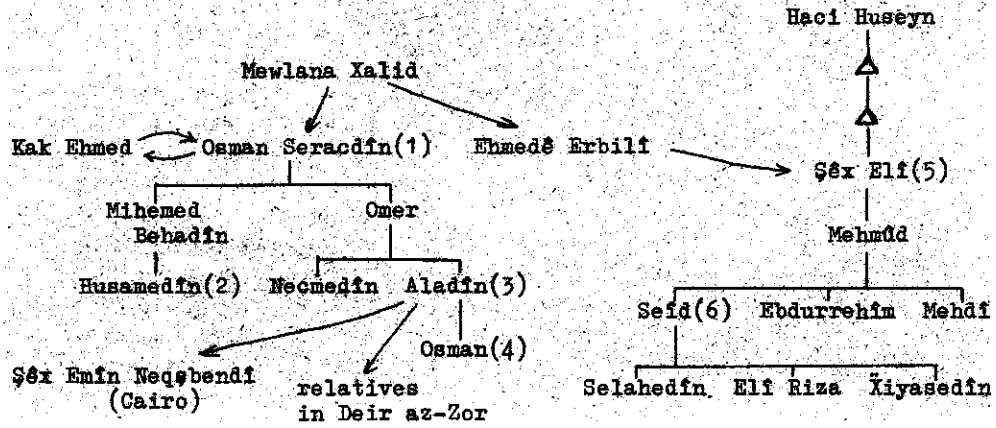 Haci Huseyn
Mewlana Xalid
Kak Ehmed Osman Seracdîn(1) Ehmedê Erbilî Şêx Elî(5)
Mihemed Omer
Behadîn
Mehmûd
Husamedîn(2) Necmedîn Aladîn(3)
Seîd(6) Ebdurrehîm Mehdî
Osman(4)
Şêx Emîn Neqşbendî
(Cairo)
relatives
in Deir az-Zor
Selahedîn Elî Riza Ẍiyasedîn